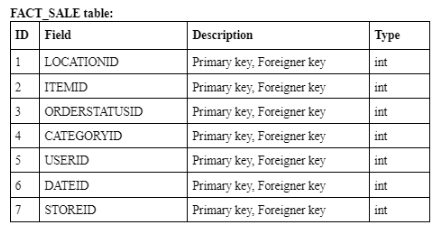 FACT_SALE table:
ID Field Description Type
1 LOCATIONID Primary key, Foreigner key int
2 ITEMID Primary key, Foreigner key int
3 ORDERSTATUSID Primary key, Foreigner key int
4 CATEGORYID Primary key, Foreigner key int
5 USERID Primary key, Foreigner key int
6 DATEID Primary key, Foreigner key int
7 STOREID Primary key, Foreigner key int